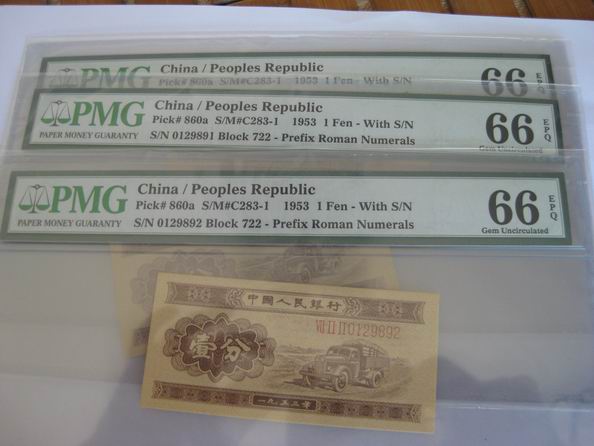 PMG
China / Peoples Republic
Pick# 860a S/M#C283-1 1953 1 Fen - With S/N
66 EPQ
PMG
PAPER MONEY GUARANTY
China / Peoples Republic
Pick# 860a S/M#C283-1 1953 1 Fen - With S/N
S/N 0129891 Block 722 - Prefix Roman Numerals
66 EPQ
Gem Uncirculated
PMG
PAPER MONEY GUARANTY
China / Peoples Republic
Pick# 860a S/M#C283-1 1953 1 Fen - With S/N
S/N 0129892 Block 722 - Prefix Roman Numerals
66 EPQ
Gem Uncirculated
中國人民銀行
VII II II 0129892
壹分
一九五三年